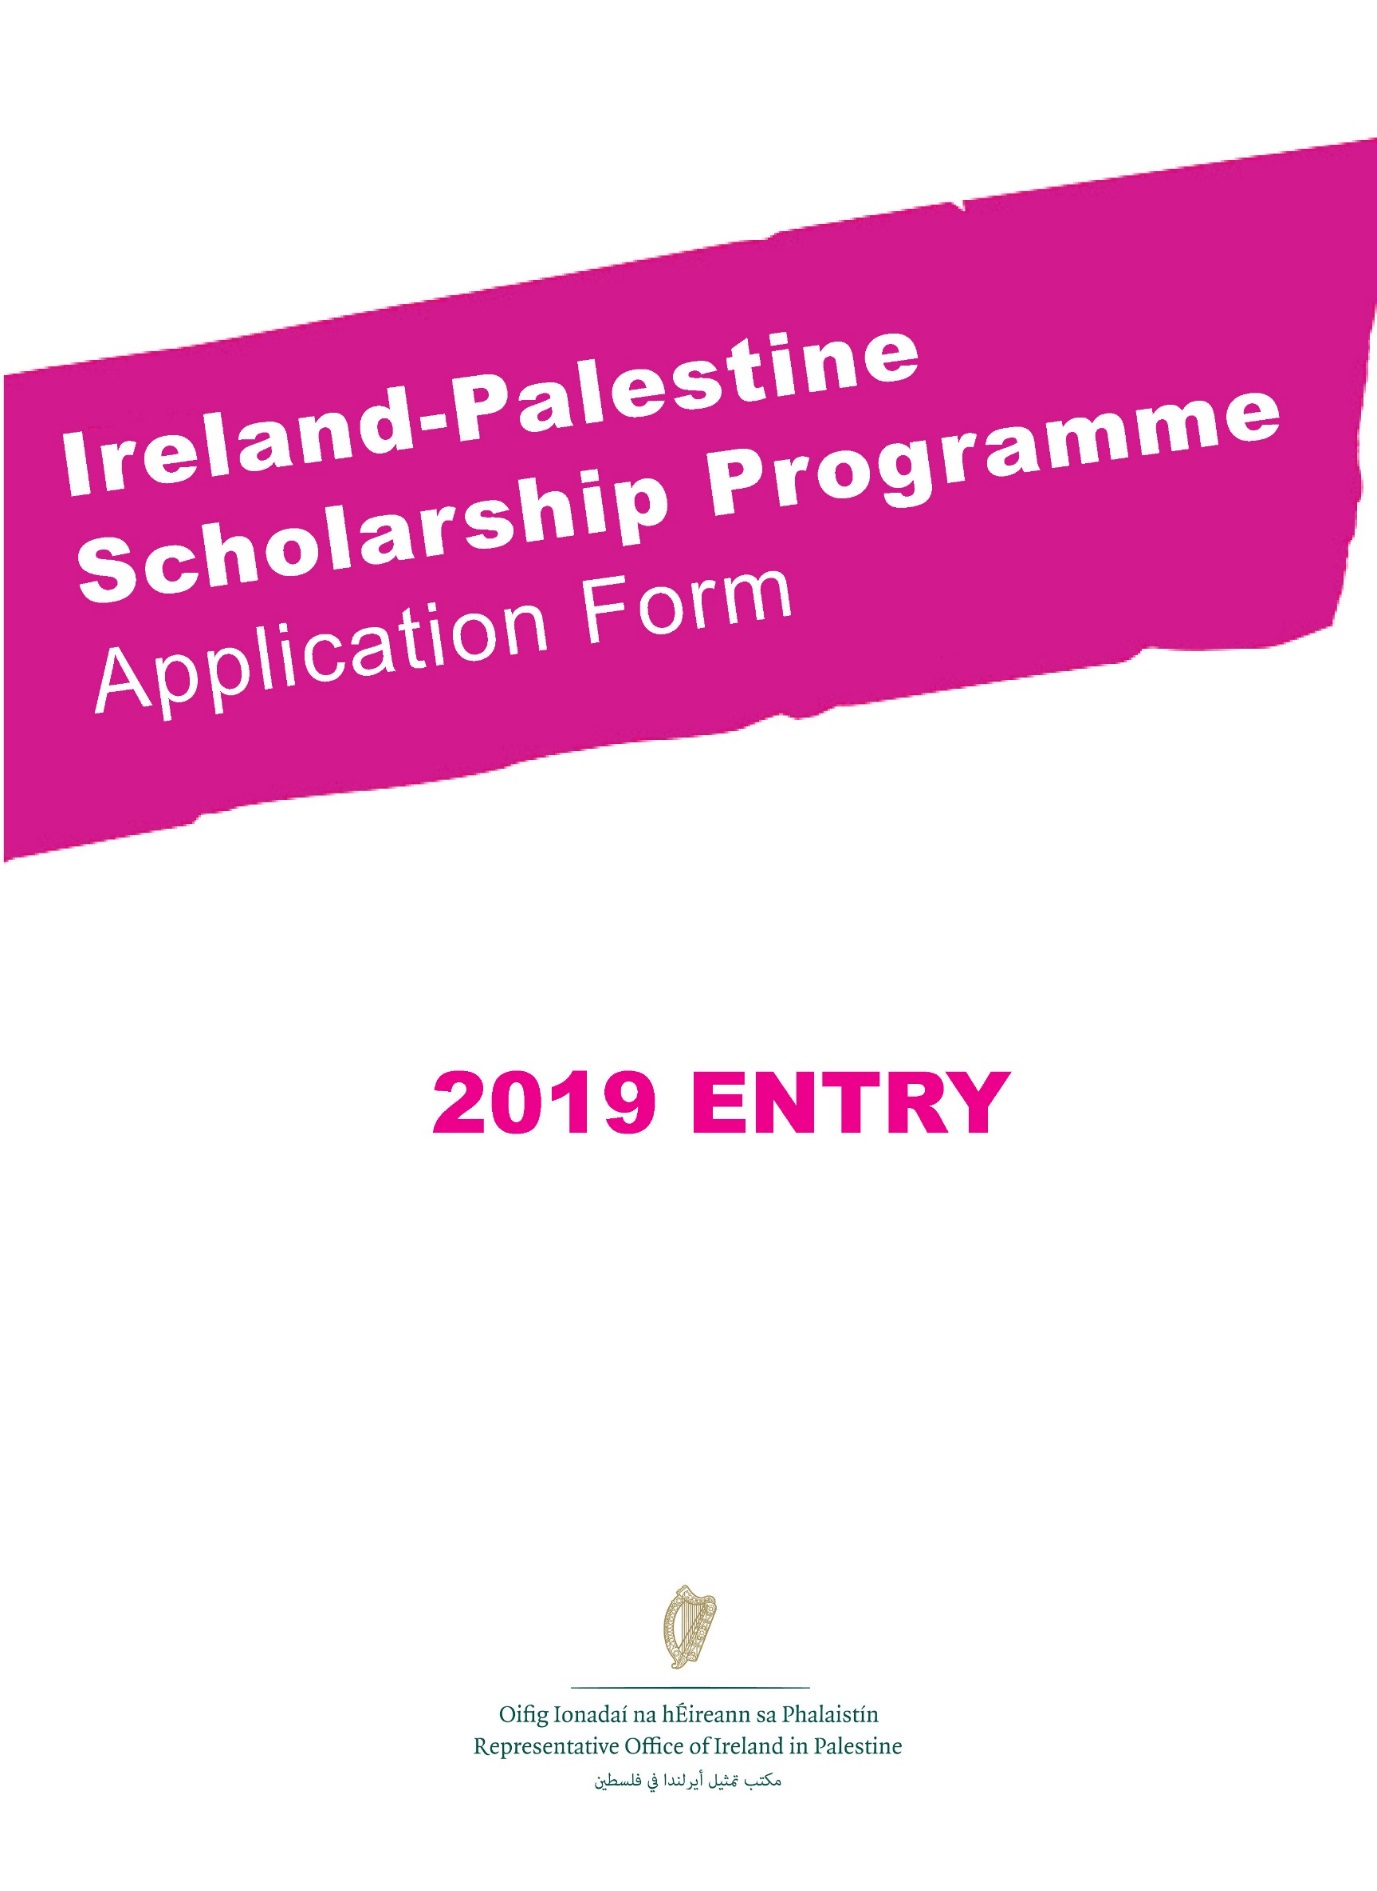 Ireland-Palestine
Scholarship Programme
Application Form
2019 ENTRY
Oifig Ionadaí na hÉireann sa Phalaistín
Representative Office of Ireland in Palestine
مكتب تمثيل أيرلندا في فلسطين